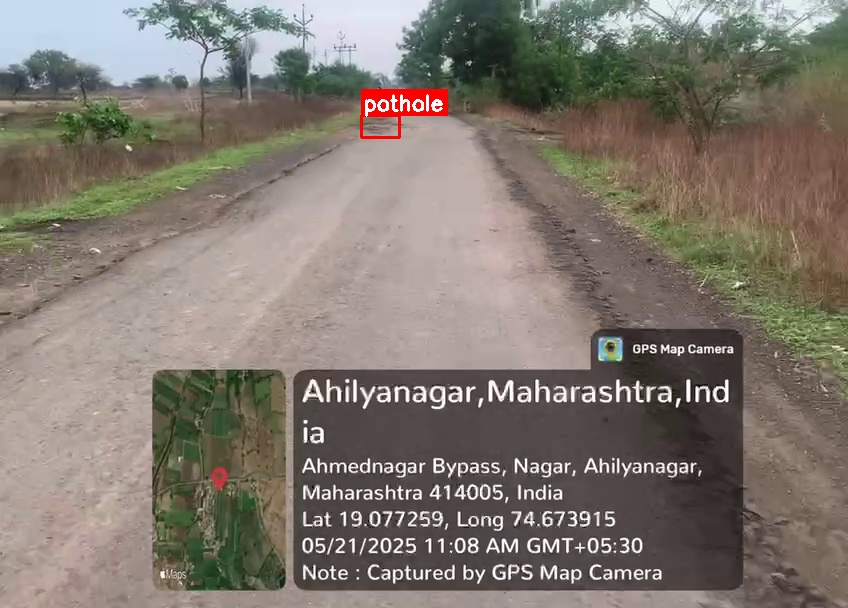 pothole
GPS Map Camera
Ahilyanagar,Maharashtra,Ind
ia
Ahmednagar Bypass, Nagar, Ahilyanagar,
Maharashtra 414005, India
Lat 19.077259, Long 74.673915
05/21/2025 11:08 AM GMT+05:30
Note : Captured by GPS Map Camera
Maps